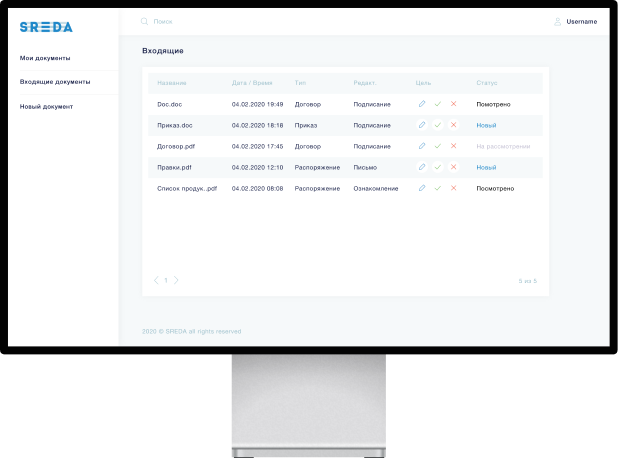 SREDA
Поиск
Username
Мои документы
Входящие документы
Новый документ
Входящие
Название Дата / Время Тип Редакт. Цель Статус
Doc.doc 04.02.2020 19:49 Договор Подписание Помотрено
Приказ.doc 04.02.2020 18:18 Приказ Подписание Новый
Договор.pdf 04.02.2020 17:45 Договор Подписание На рассмотрении
Правки.pdf 04.02.2020 12:10 Распоряжение Письмо Новый
Список продук..pdf 04.02.2020 08:08 Распоряжение Ознакомление Посмотрено
1
5 из 5
2020 © SREDA all rights reserved